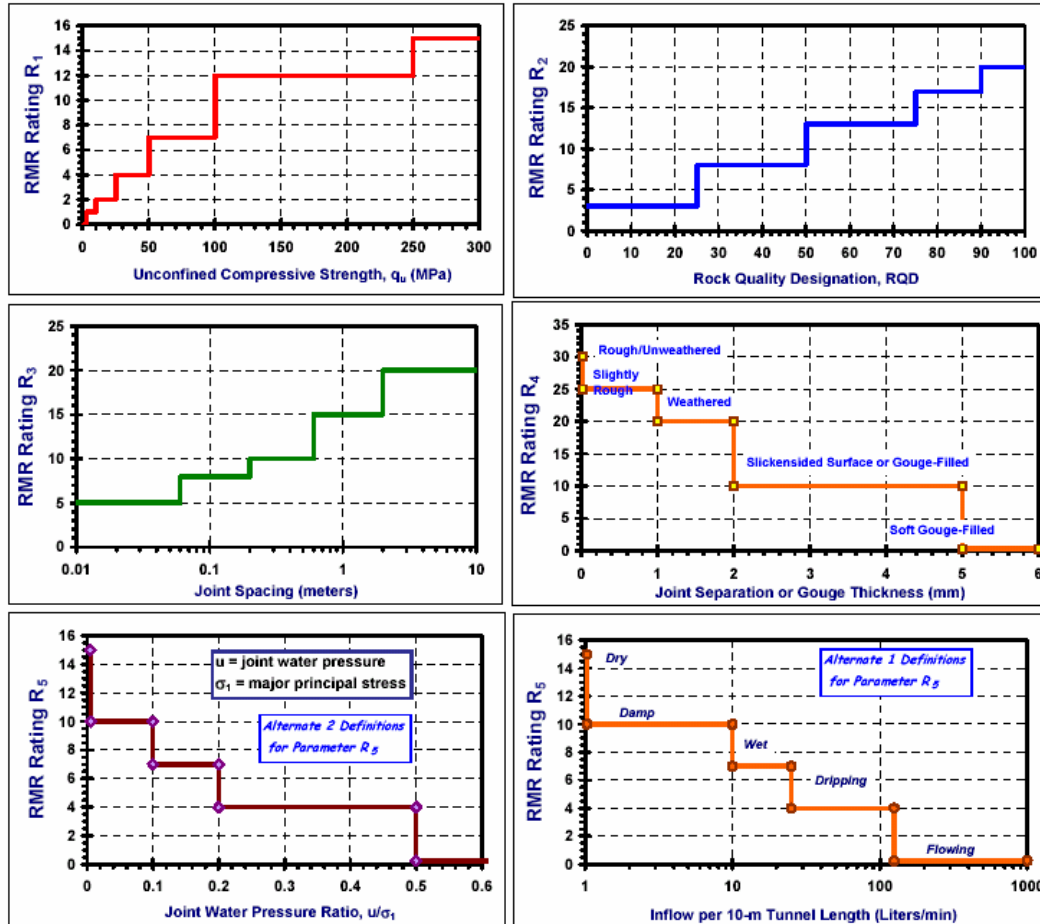 RMR Rating R1
16
14
12
10
8
6
4
2
0
0 50 100 150 200 250 300
Unconfined Compressive Strength, qu (MPa)
RMR Rating R2
25
20
15
10
5
0
0 10 20 30 40 50 60 70 80 90 100
Rock Quality Designation, RQD
RMR Rating R3
25
20
15
10
5
0
0.01 0.1 1 10
Joint Spacing (meters)
RMR Rating R4
35
30
25
20
15
10
5
0
Rough/Unweathered
Slightly
Rough
Weathered
Slickensided Surface or Gouge-Filled
Soft Gouge-Filled
0 1 2 3 4 5 6
Joint Separation or Gouge Thickness (mm)
RMR Rating R5
16
14
12
10
8
6
4
2
0
u = joint water pressure
σ1 = major principal stress
Alternate 2 Definitions
for Parameter R5
0 0.1 0.2 0.3 0.4 0.5 0.6
Joint Water Pressure Ratio, u/σ1
RMR Rating R5
16
14
12
10
8
6
4
2
0
Dry
Alternate 1 Definitions
for Parameter R5
Damp
Wet
Dripping
Flowing
1 10 100 1000
Inflow per 10-m Tunnel Length (Liters/min)